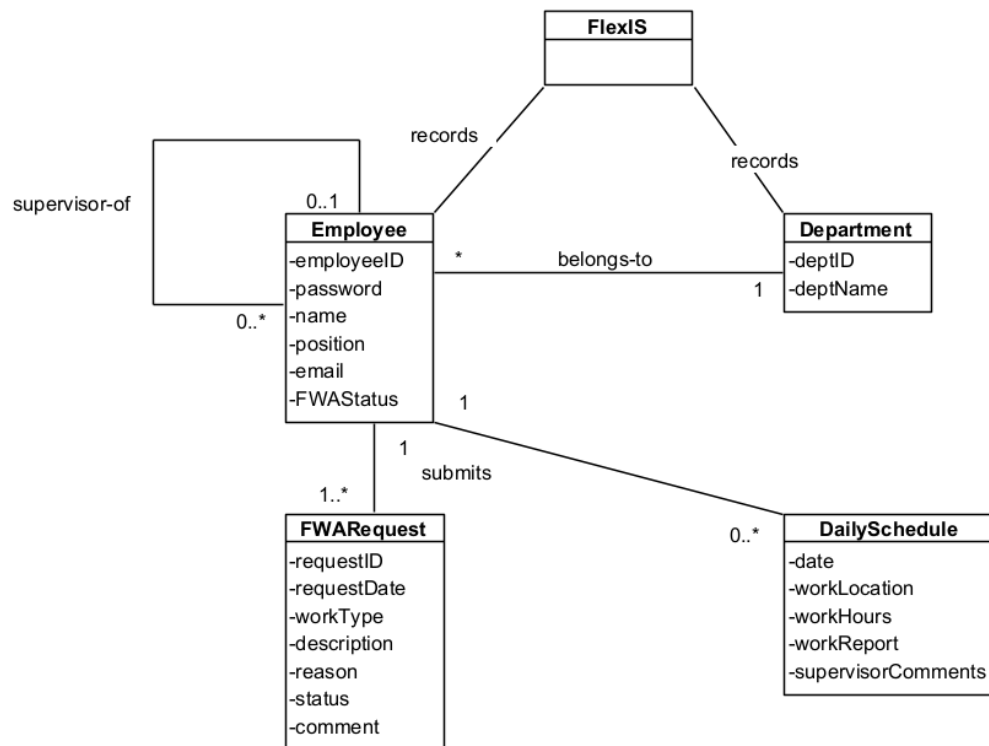 FlexIS
records
records
supervisor-of
0..1
0..*
Employee
-employeeID
-password
-name
-position
-email
-FWAStatus
*
belongs-to
1
Department
-deptID
-deptName
1
submits
1..*
1
0..*
FWARequest
-requestID
-requestDate
-workType
-description
-reason
-status
-comment
DailySchedule
-date
-workLocation
-workHours
-workReport
-supervisorComments